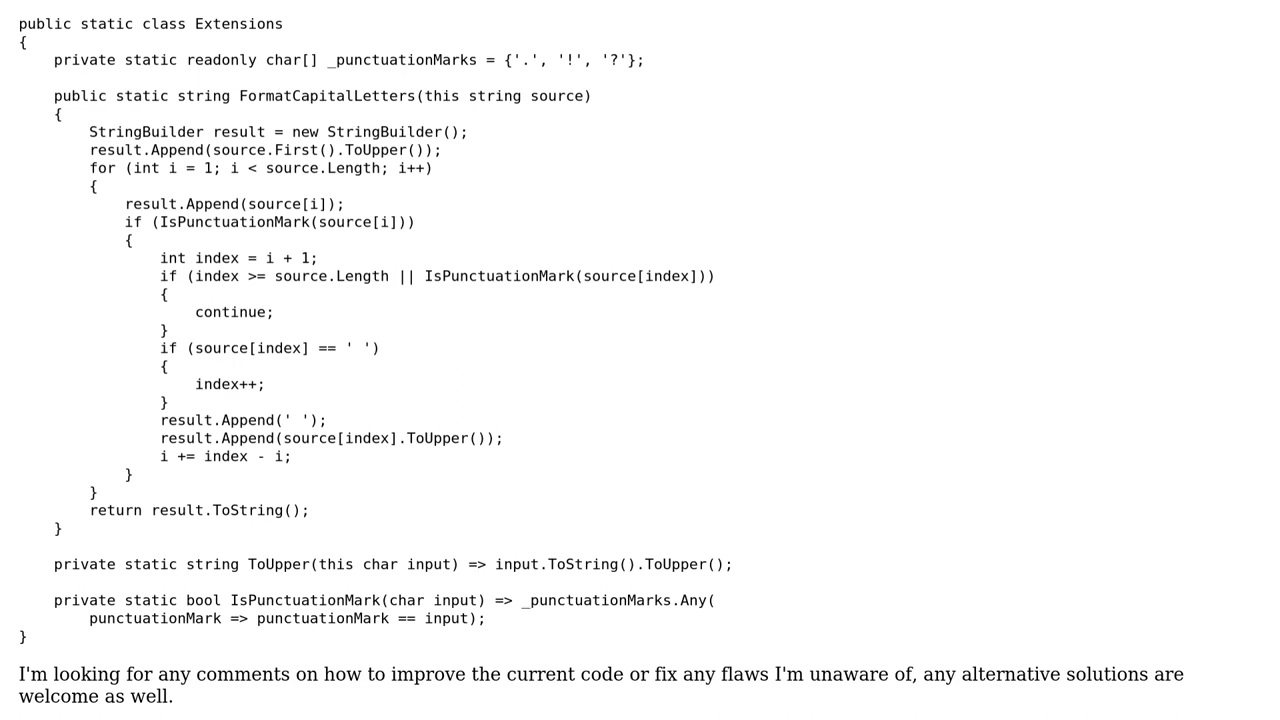 public static class Extensions
{
    private static readonly char[] _punctuationMarks = {'.', '!', '?'};

    public static string FormatCapitalLetters(this string source)
    {
        StringBuilder result = new StringBuilder();
        result.Append(source.First().ToUpper());
        for (int i = 1; i < source.Length; i++)
        {
            result.Append(source[i]);
            if (IsPunctuationMark(source[i]))
            {
                int index = i + 1;
                if (index >= source.Length || IsPunctuationMark(source[index]))
                {
                    continue;
                }
                if (source[index] == ' ')
                {
                    index++;
                }
                result.Append(' ');
                result.Append(source[index].ToUpper());
                i += index - i;
            }
        }
        return result.ToString();
    }

    private static string ToUpper(this char input) => input.ToString().ToUpper();

    private static bool IsPunctuationMark(char input) => _punctuationMarks.Any(
        punctuationMark => punctuationMark == input);
}
I'm looking for any comments on how to improve the current code or fix any flaws I'm unaware of, any alternative solutions are
welcome as well.